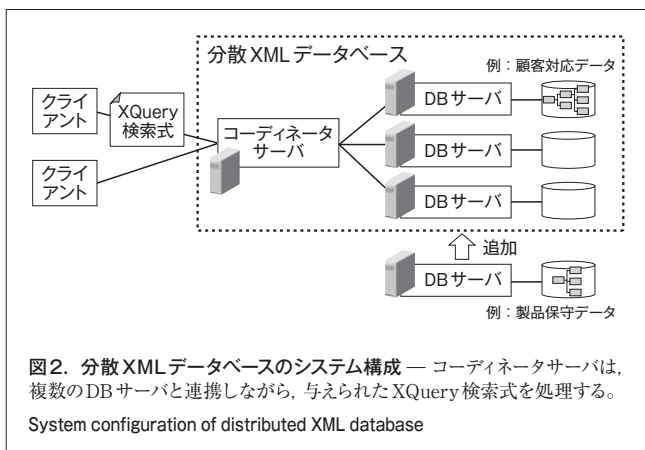 分散XMLデータベース
例：顧客対応データ
クライ
アント
XQuery
検索式
コーディネータ
サーバ
DBサーバ
クライ
アント
DBサーバ
DBサーバ
追加
DBサーバ
例：製品保守データ
図2．分散XMLデータベースのシステム構成 — コーディネータサーバは，
複数のDBサーバと連携しながら，与えられたXQuery検索式を処理する。
System configuration of distributed XML database